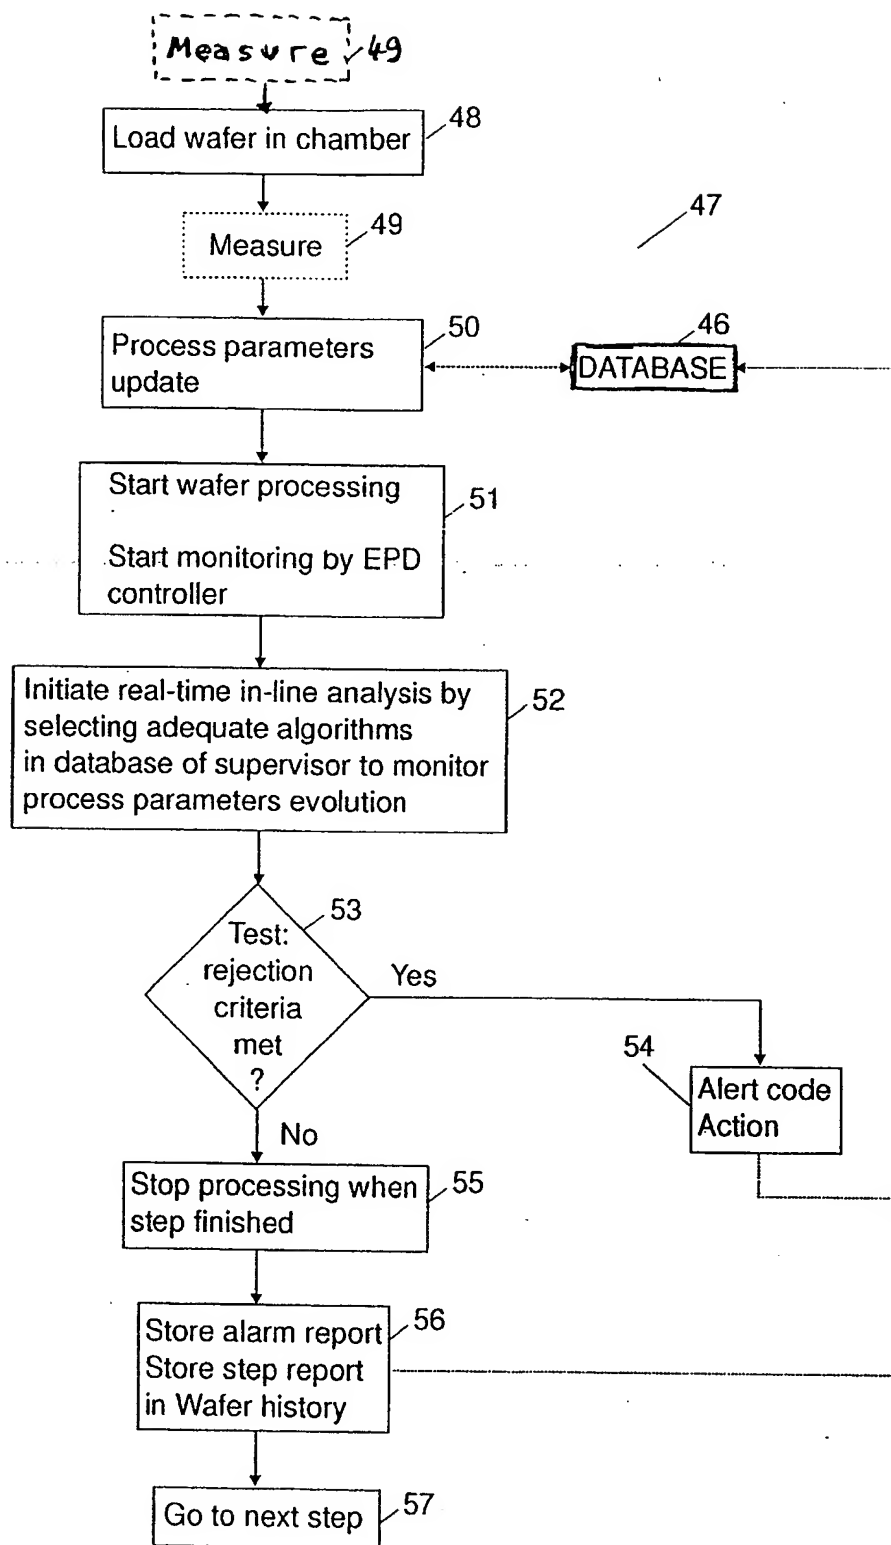 Measure 49
Load wafer in chamber 48
Measure 49
47
Process parameters
update
50
46
DATABASE
Start wafer processing
Start monitoring by EPD
controller
51
Initiate real-time in-line analysis by
selecting adequate algorithms
in database of supervisor to monitor
process parameters evolution
52
Test:
rejection
criteria
met
?
53
Yes
54
Alert code
Action
No
Stop processing when
step finished
55
Store alarm report
Store step report
in Wafer history
56
Go to next step 57